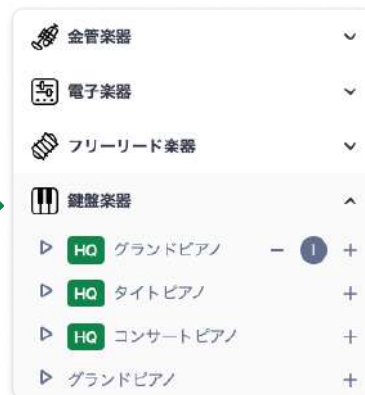 金管楽器
電子楽器
フリーリード楽器
鍵盤楽器
HQ グランドピアノ − 1 +
HQ タイトピアノ +
HQ コンサートピアノ +
グランドピアノ +